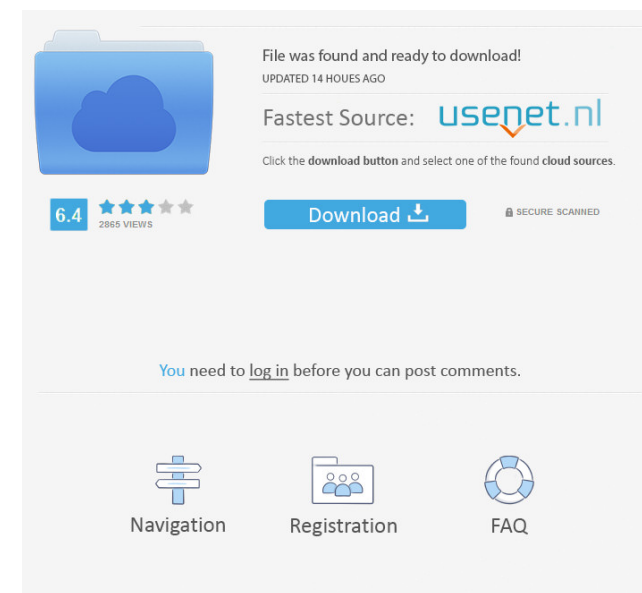 File was found and ready to download!
UPDATED 14 HOUES AGO
Fastest Source: usenet.nl
Click the download button and select one of the found cloud sources.
6.4
2865 VIEWS
Download
SECURE SCANNED
You need to log in before you can post comments.
Navigation
Registration
FAQ